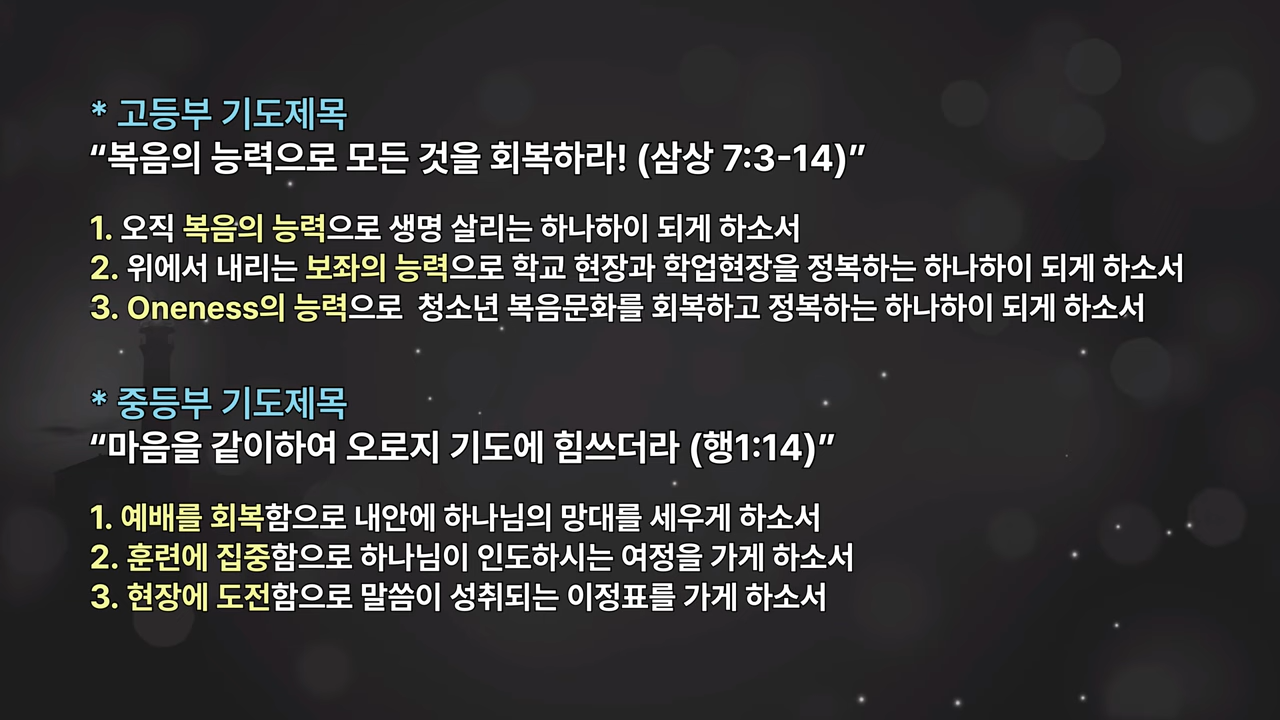 * 고등부 기도제목
“복음의 능력으로 모든 것을 회복하라! (삼상 7:3-14)”
1. 오직 복음의 능력으로 생명 살리는 하나하이 되게 하소서
2. 위에서 내리는 보좌의 능력으로 학교 현장과 학업현장을 정복하는 하나하이 되게 하소서
3. Oneness의 능력으로 청소년 복음문화를 회복하고 정복하는 하나하이 되게 하소서
* 중등부 기도제목
“마음을 같이하여 오로지 기도에 힘쓰더라 (행1:14)”
1. 예배를 회복함으로 내안에 하나님의 망대를 세우게 하소서
2. 훈련에 집중함으로 하나님이 인도하시는 여정을 가게 하소서
3. 현장에 도전함으로 말씀이 성취되는 이정표를 가게 하소서